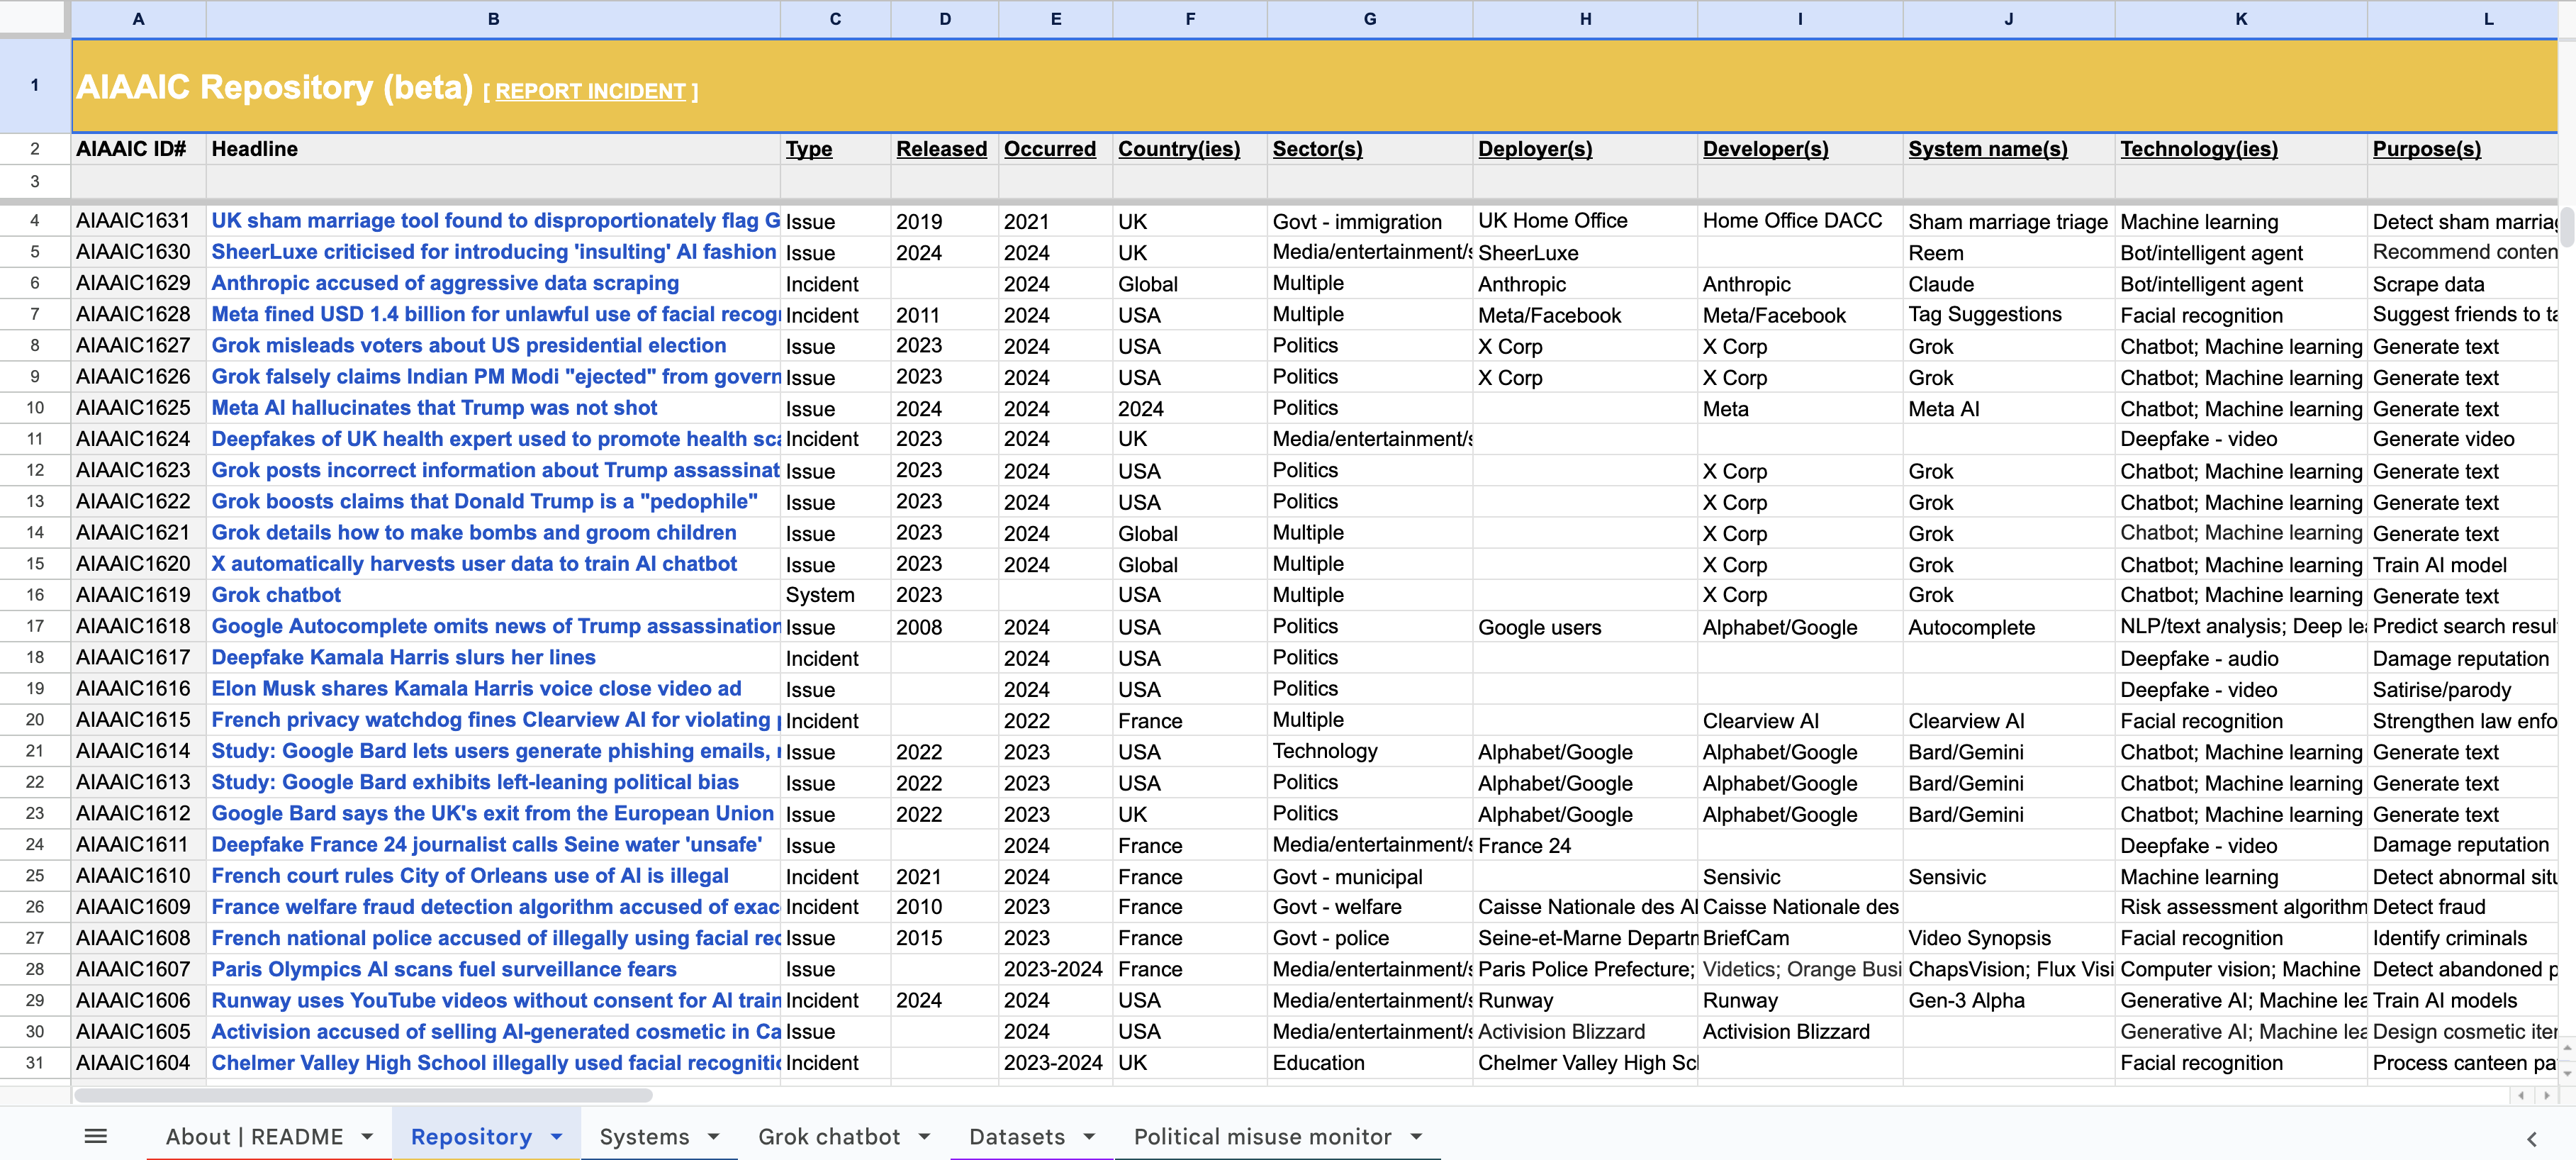 A B C D E F G H I J K L
1 AIAAIC Repository (beta) [ REPORT INCIDENT ]
2 AIAAIC ID# Headline Type Released Occurred Country(ies) Sector(s) Deployer(s) Developer(s) System name(s) Technology(ies) Purpose(s)
3
4 AIAAIC1631 UK sham marriage tool found to disproportionately flag G Issue 2019 2021 UK Govt - immigration UK Home Office Home Office DACC Sham marriage triage Machine learning Detect sham marriag
5 AIAAIC1630 SheerLuxe criticised for introducing 'insulting' AI fashion Issue 2024 2024 UK Media/entertainment/s SheerLuxe Reem Bot/intelligent agent Recommend conten
6 AIAAIC1629 Anthropic accused of aggressive data scraping Incident 2024 Global Multiple Anthropic Anthropic Claude Bot/intelligent agent Scrape data
7 AIAAIC1628 Meta fined USD 1.4 billion for unlawful use of facial recog Incident 2011 2024 USA Multiple Meta/Facebook Meta/Facebook Tag Suggestions Facial recognition Suggest friends to ta
8 AIAAIC1627 Grok misleads voters about US presidential election Issue 2023 2024 USA Politics X Corp X Corp Grok Chatbot; Machine learning Generate text
9 AIAAIC1626 Grok falsely claims Indian PM Modi "ejected" from govern Issue 2023 2024 USA Politics X Corp X Corp Grok Chatbot; Machine learning Generate text
10 AIAAIC1625 Meta AI hallucinates that Trump was not shot Issue 2024 2024 2024 Politics Meta Meta AI Chatbot; Machine learning Generate text
11 AIAAIC1624 Deepfakes of UK health expert used to promote health sca Incident 2023 2024 UK Media/entertainment/s Deepfake - video Generate video
12 AIAAIC1623 Grok posts incorrect information about Trump assassinat Issue 2023 2024 USA Politics X Corp Grok Chatbot; Machine learning Generate text
13 AIAAIC1622 Grok boosts claims that Donald Trump is a "pedophile" Issue 2023 2024 USA Politics X Corp Grok Chatbot; Machine learning Generate text
14 AIAAIC1621 Grok details how to make bombs and groom children Issue 2023 2024 Global Multiple X Corp Grok Chatbot; Machine learning Generate text
15 AIAAIC1620 X automatically harvests user data to train AI chatbot Issue 2023 2024 Global Multiple X Corp Grok Chatbot; Machine learning Train AI model
16 AIAAIC1619 Grok chatbot System 2023 USA Multiple X Corp Grok Chatbot; Machine learning Generate text
17 AIAAIC1618 Google Autocomplete omits news of Trump assassination Issue 2008 2024 USA Politics Google users Alphabet/Google Autocomplete NLP/text analysis; Deep lea Predict search resul
18 AIAAIC1617 Deepfake Kamala Harris slurs her lines Incident 2024 USA Politics Deepfake - audio Damage reputation
19 AIAAIC1616 Elon Musk shares Kamala Harris voice close video ad Issue 2024 USA Politics Deepfake - video Satirise/parody
20 AIAAIC1615 French privacy watchdog fines Clearview AI for violating p Incident 2022 France Multiple Clearview AI Clearview AI Facial recognition Strengthen law enfo
21 AIAAIC1614 Study: Google Bard lets users generate phishing emails, Issue 2022 2023 USA Technology Alphabet/Google Alphabet/Google Bard/Gemini Chatbot; Machine learning Generate text
22 AIAAIC1613 Study: Google Bard exhibits left-leaning political bias Issue 2022 2023 USA Politics Alphabet/Google Alphabet/Google Bard/Gemini Chatbot; Machine learning Generate text
23 AIAAIC1612 Google Bard says the UK's exit from the European Union Issue 2022 2023 UK Politics Alphabet/Google Alphabet/Google Bard/Gemini Chatbot; Machine learning Generate text
24 AIAAIC1611 Deepfake France 24 journalist calls Seine water 'unsafe' Issue 2024 France Media/entertainment/s France 24 Deepfake - video Damage reputation
25 AIAAIC1610 French court rules City of Orleans use of AI is illegal Incident 2021 2024 France Govt - municipal Sensivic Sensivic Machine learning Detect abnormal situ
26 AIAAIC1609 France welfare fraud detection algorithm accused of exac Incident 2010 2023 France Govt - welfare Caisse Nationale des Al Caisse Nationale des Risk assessment algorithm Detect fraud
27 AIAAIC1608 French national police accused of illegally using facial rec Issue 2015 2023 France Govt - police Seine-et-Marne Departm BriefCam Video Synopsis Facial recognition Identify criminals
28 AIAAIC1607 Paris Olympics AI scans fuel surveillance fears Issue 2023-2024 France Media/entertainment/s Paris Police Prefecture; Videtics; Orange Busi ChapsVision; Flux Visi Computer vision; Machine Detect abandoned p
29 AIAAIC1606 Runway uses YouTube videos without consent for AI train Incident 2024 2024 USA Media/entertainment/s Runway Runway Gen-3 Alpha Generative AI; Machine lea Train AI models
30 AIAAIC1605 Activision accused of selling AI-generated cosmetic in Ca Issue 2024 USA Media/entertainment/s Activision Blizzard Activision Blizzard Generative AI; Machine lea Design cosmetic iter
31 AIAAIC1604 Chelmer Valley High School illegally used facial recognitic Incident 2023-2024 UK Education Chelmer Valley High Scl Facial recognition Process canteen pa
About | README Repository Systems Grok chatbot Datasets Political misuse monitor